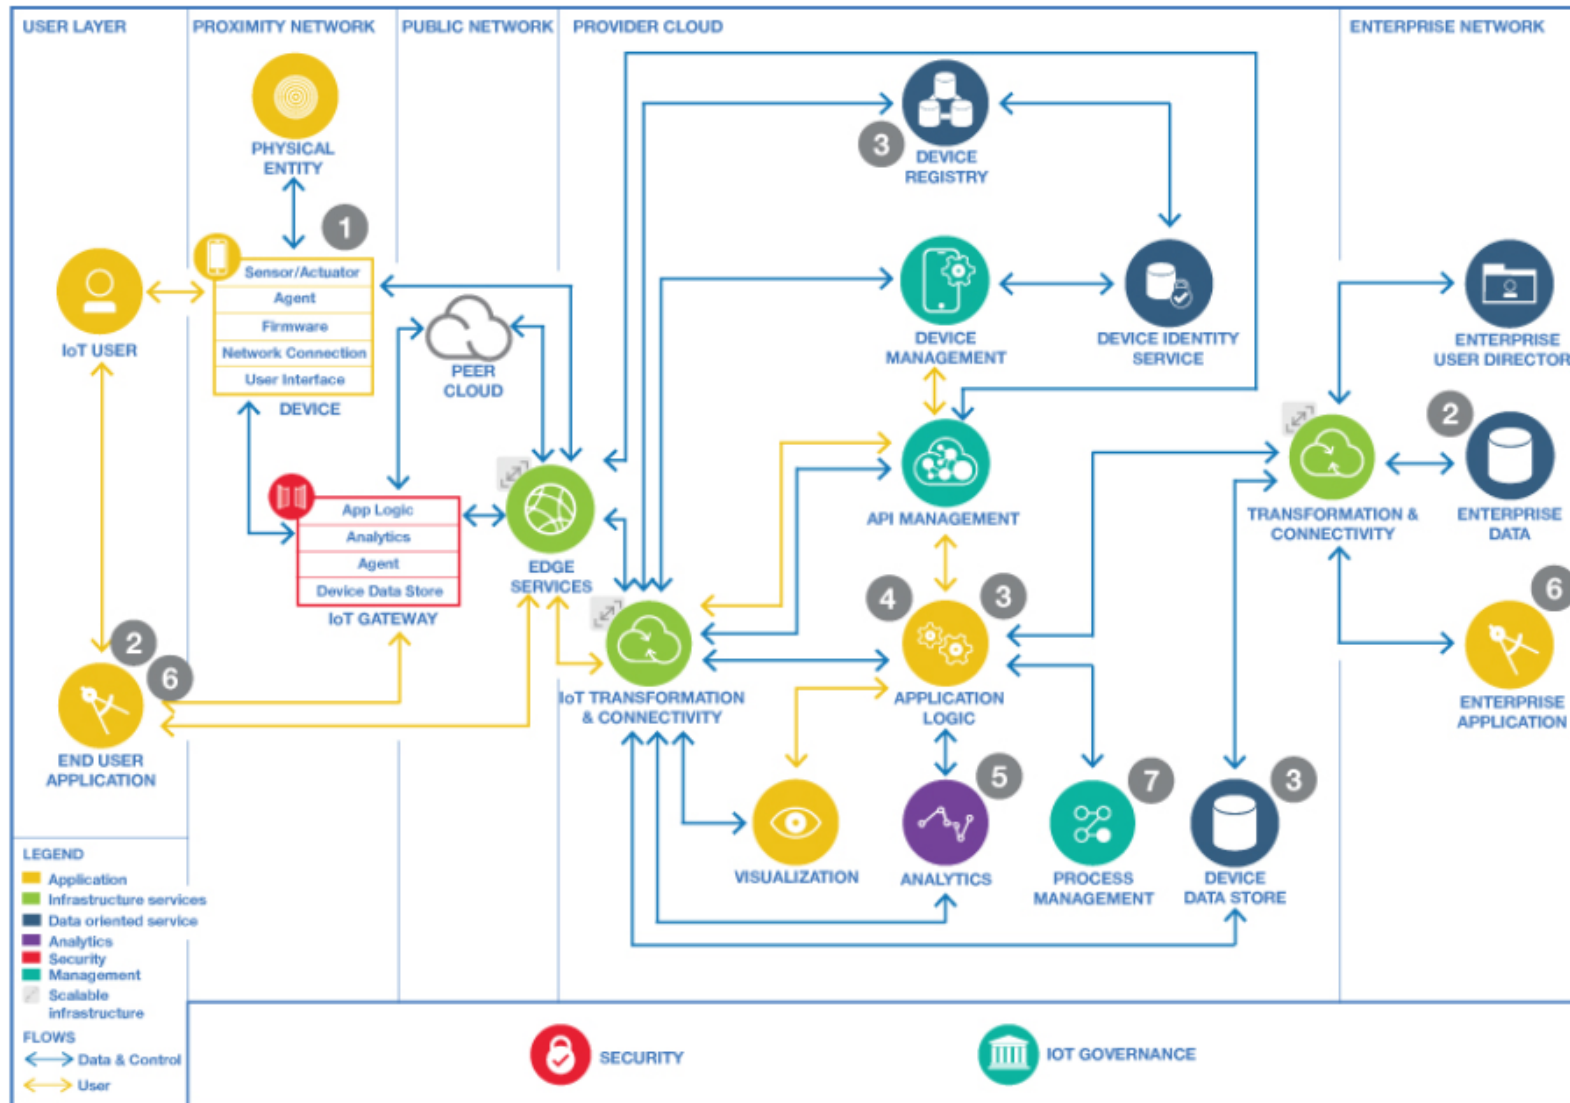 USER LAYER
PROXIMITY NETWORK
PUBLIC NETWORK
PROVIDER CLOUD
ENTERPRISE NETWORK
PHYSICAL
ENTITY
1
Sensor/Actuator
Agent
Firmware
Network Connection
User Interface
DEVICE
IoT USER
PEER
CLOUD
App Logic
Analytics
Agent
Device Data Store
IoT GATEWAY
EDGE
SERVICES
2
6
END USER
APPLICATION
3
DEVICE
REGISTRY
DEVICE
MANAGEMENT
DEVICE IDENTITY
SERVICE
API MANAGEMENT
4
3
APPLICATION
LOGIC
IoT TRANSFORMATION
& CONNECTIVITY
VISUALIZATION
5
ANALYTICS
7
PROCESS
MANAGEMENT
3
DEVICE
DATA STORE
TRANSFORMATION &
CONNECTIVITY
ENTERPRISE
USER DIRECTOR
2
ENTERPRISE
DATA
6
ENTERPRISE
APPLICATION
LEGEND
Application
Infrastructure services
Data oriented service
Analytics
Security
Management
Scalable
infrastructure
FLOWS
Data & Control
User
SECURITY
IOT GOVERNANCE